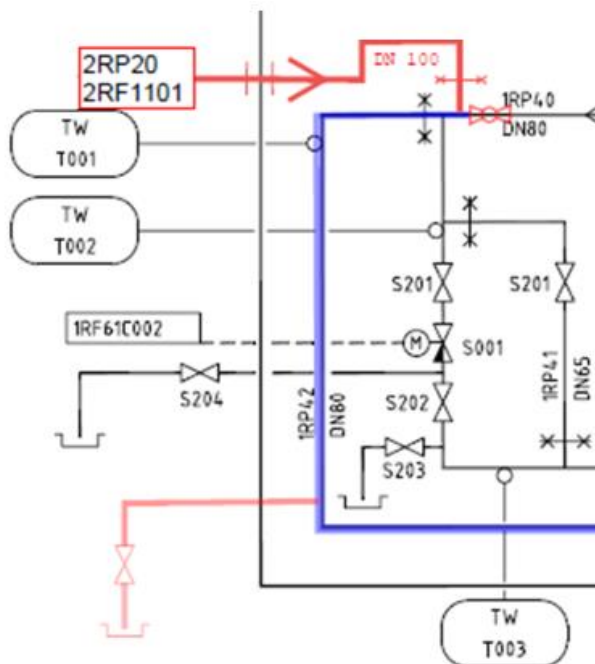 2RP20
2RF1101
DN 100
TW
T001
1RP40
DN80
TW
T002
S201
S201
1RF61C002
M
S001
S204
S202
1RP42
DN80
1RP41
DN65
S203
TW
T003